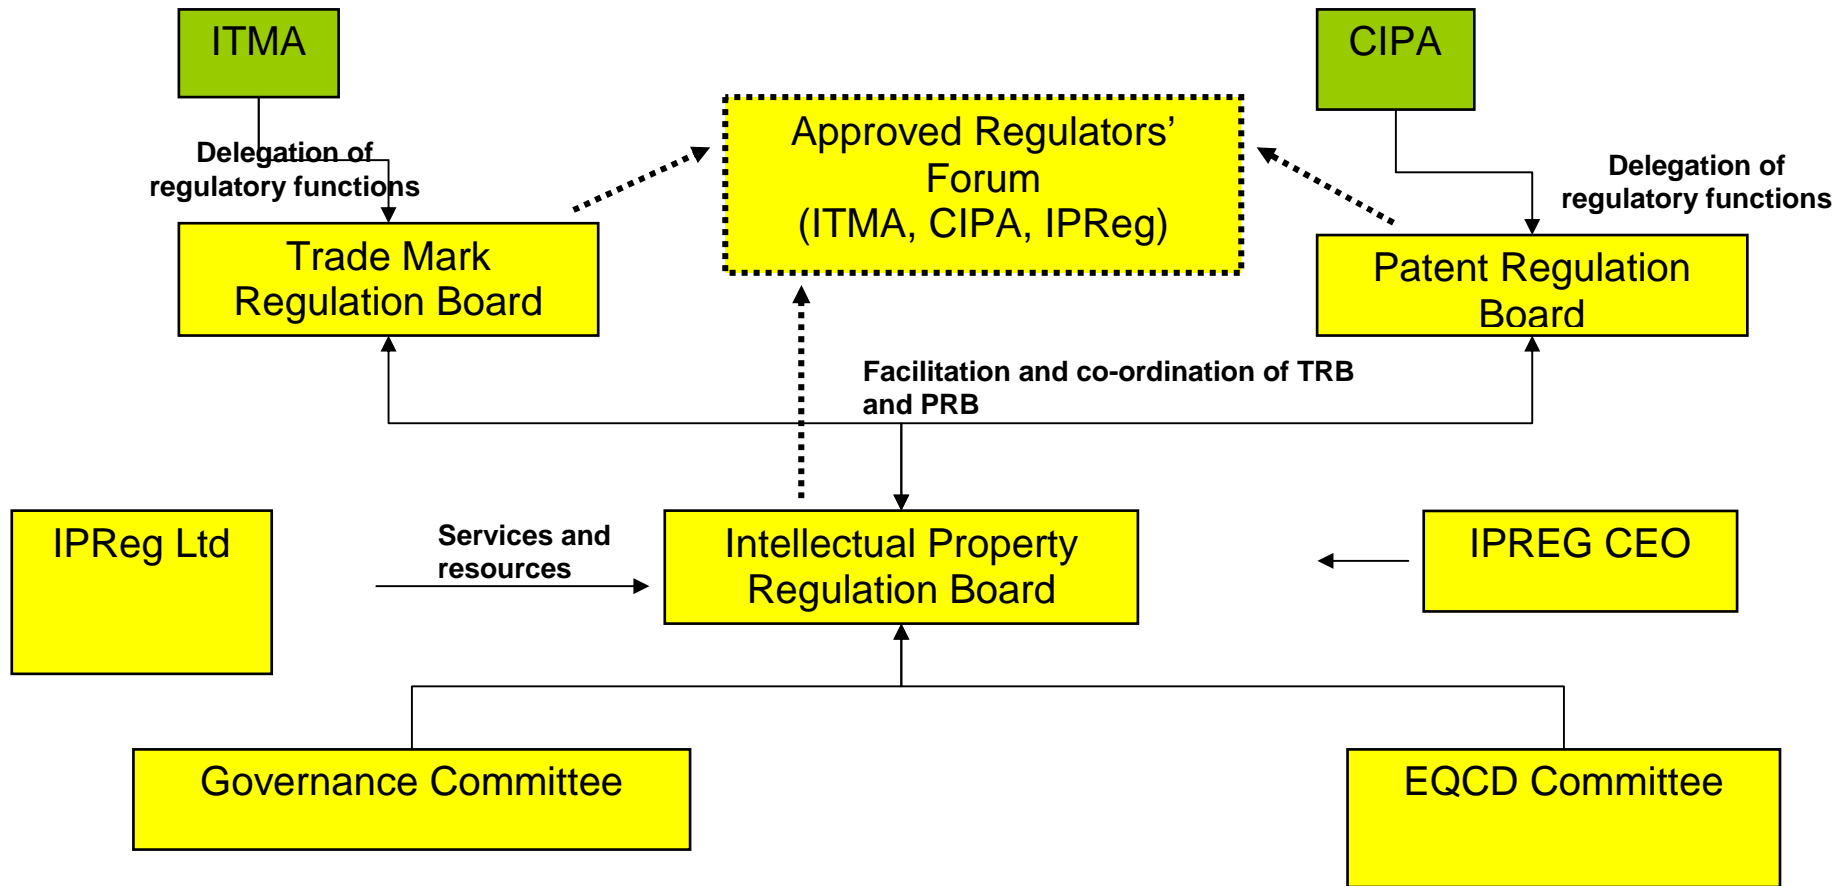 ITMA
CIPA
Approved Regulators’
Forum
(ITMA, CIPA, IPReg)
Delegation of
regulatory functions
Delegation of
regulatory functions
Trade Mark
Regulation Board
Patent Regulation
Board
Facilitation and co-ordination of TRB
and PRB
IPReg Ltd
Services and
resources
Intellectual Property
Regulation Board
IPREG CEO
Governance Committee
EQCD Committee